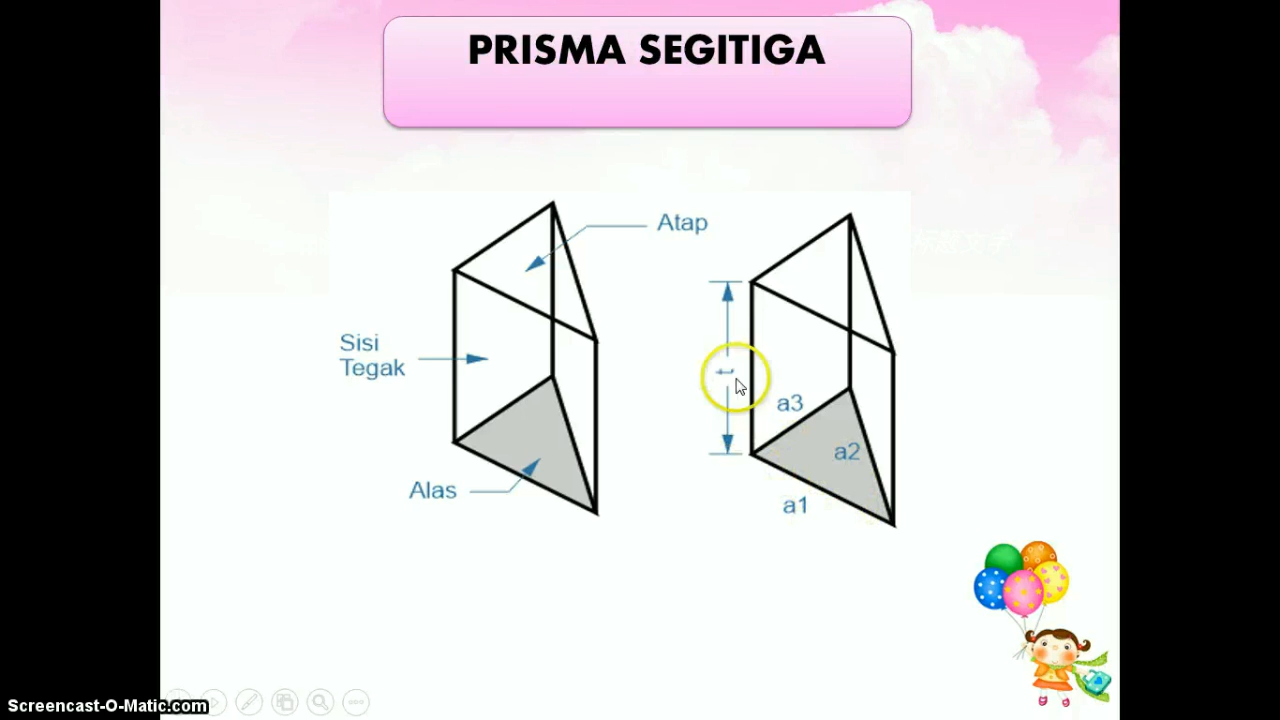 PRISMA SEGITIGA
Atap
Sisi
Tegak
t
a3
a2
Alas
a1
Screencast-O-Matic.com